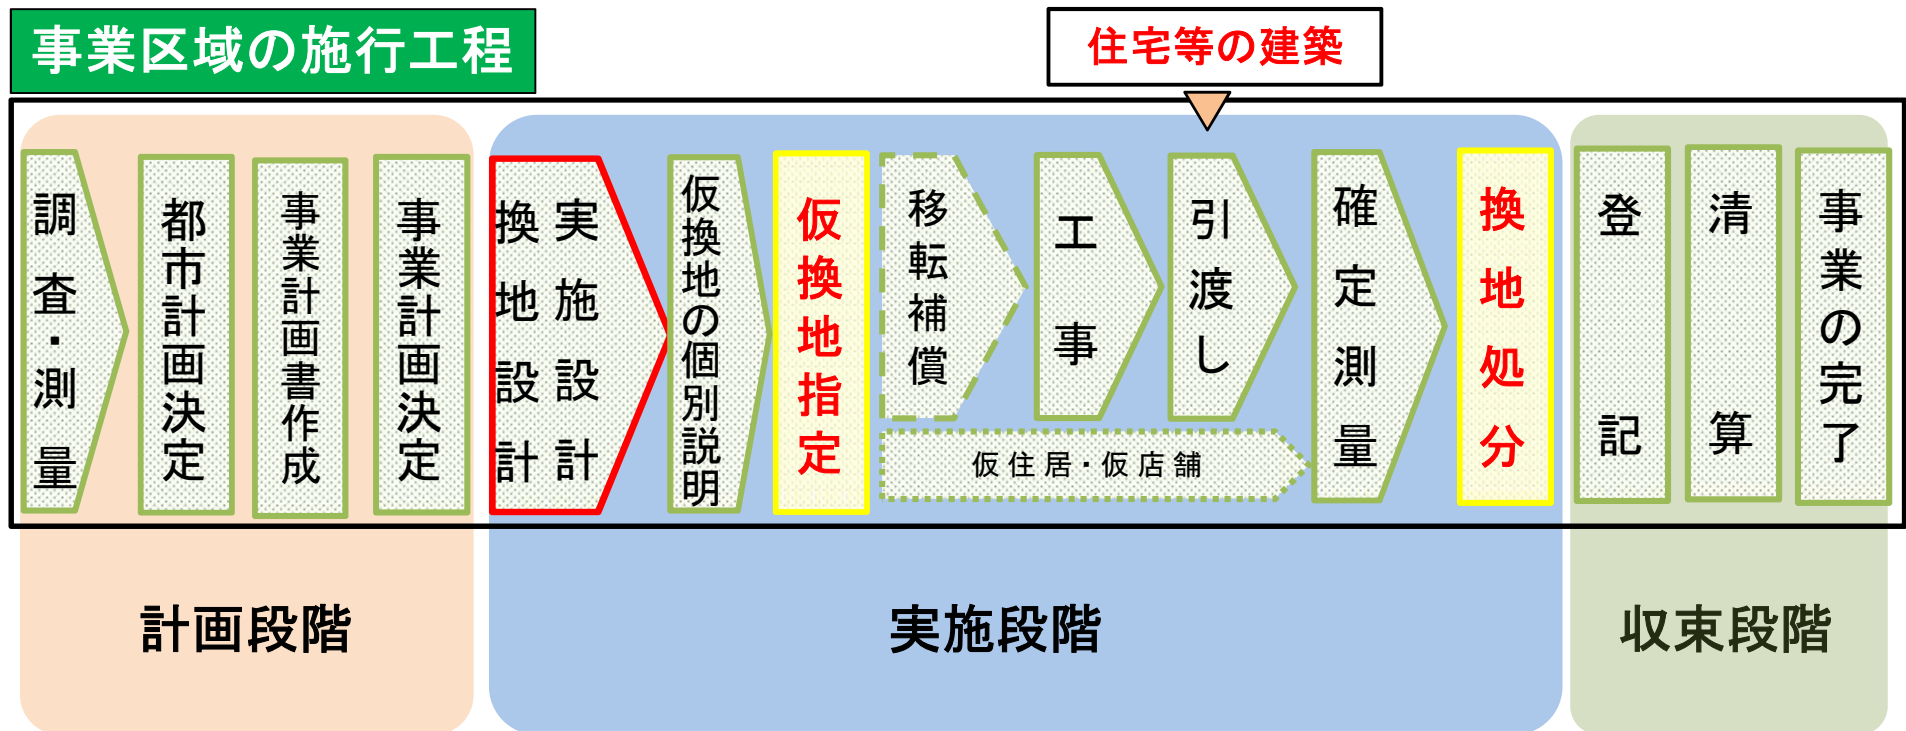 事業区域の施行工程
住宅等の建築
調査・測量
都市計画決定
事業計画書作成
事業計画決定
実施設計
換地設計
仮換地の個別説明
仮換地指定
移転補償
工事
引渡し
仮住居・仮店舗
確定測量
換地処分
登記
清算
事業の完了
計画段階
実施段階
収束段階